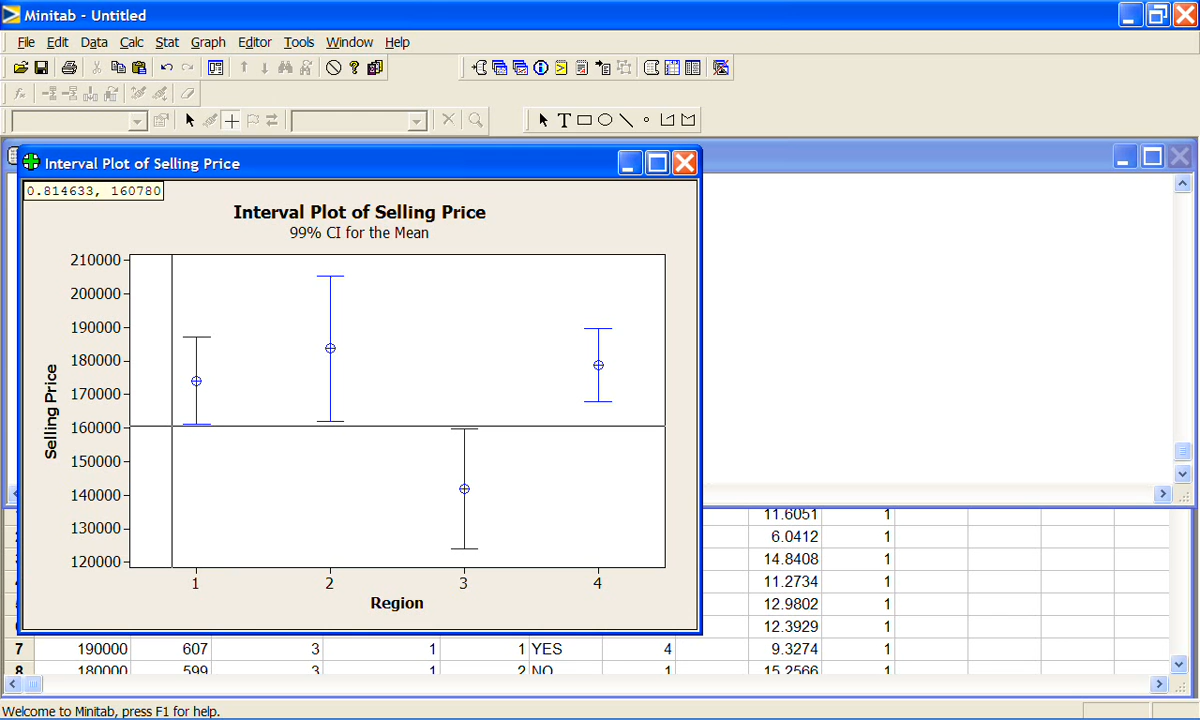 Minitab - Untitled
File Edit Data Calc Stat Graph Editor Tools Window Help
Interval Plot of Selling Price
0.814633, 160780
Interval Plot of Selling Price
99% CI for the Mean
210000
200000
190000
180000
170000
160000
150000
140000
130000
120000
Selling Price
1 2 3 4
Region
11.6051 1
6.0412 1
14.8408 1
11.2734 1
12.9802 1
12.3929 1
7 190000 607 3 1 1 YES 4 9.3274 1
8 180000 599 3 1 2 NO 1 15.2566 1
Welcome to Minitab, press F1 for help.